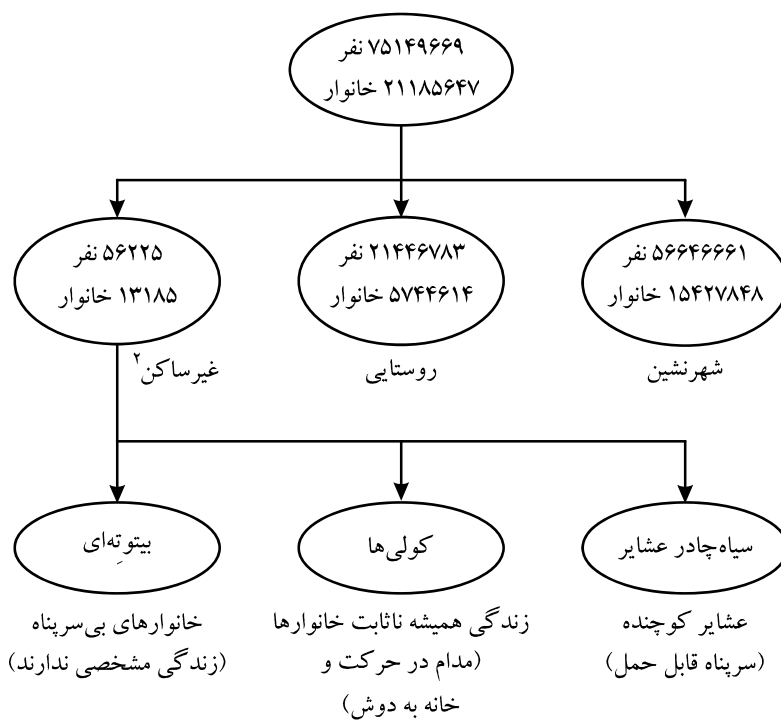 ۷۵۱۴۹۶۶۹ نفر
۲۱۱۸۵۶۴۷ خانوار
۵۶۶۴۶۶۶۱ نفر
۱۵۴۲۷۸۴۸ خانوار
شهرنشین
۲۱۴۴۶۷۸۳ نفر
۵۷۴۴۶۱۴ خانوار
روستایی
۵۶۲۲۵ نفر
۱۳۱۸۵ خانوار
غیرساکن۲
سیاه‌چادر عشایر
عشایر کوچنده
(سرپناه قابل حمل)
کولی‌ها
زندگی همیشه ناثابت خانوارها
(مدام در حرکت و
خانه به دوش)
بیتوتِه‌ای
خانوارهای بی‌سرپناه
(زندگی مشخصی ندارند)